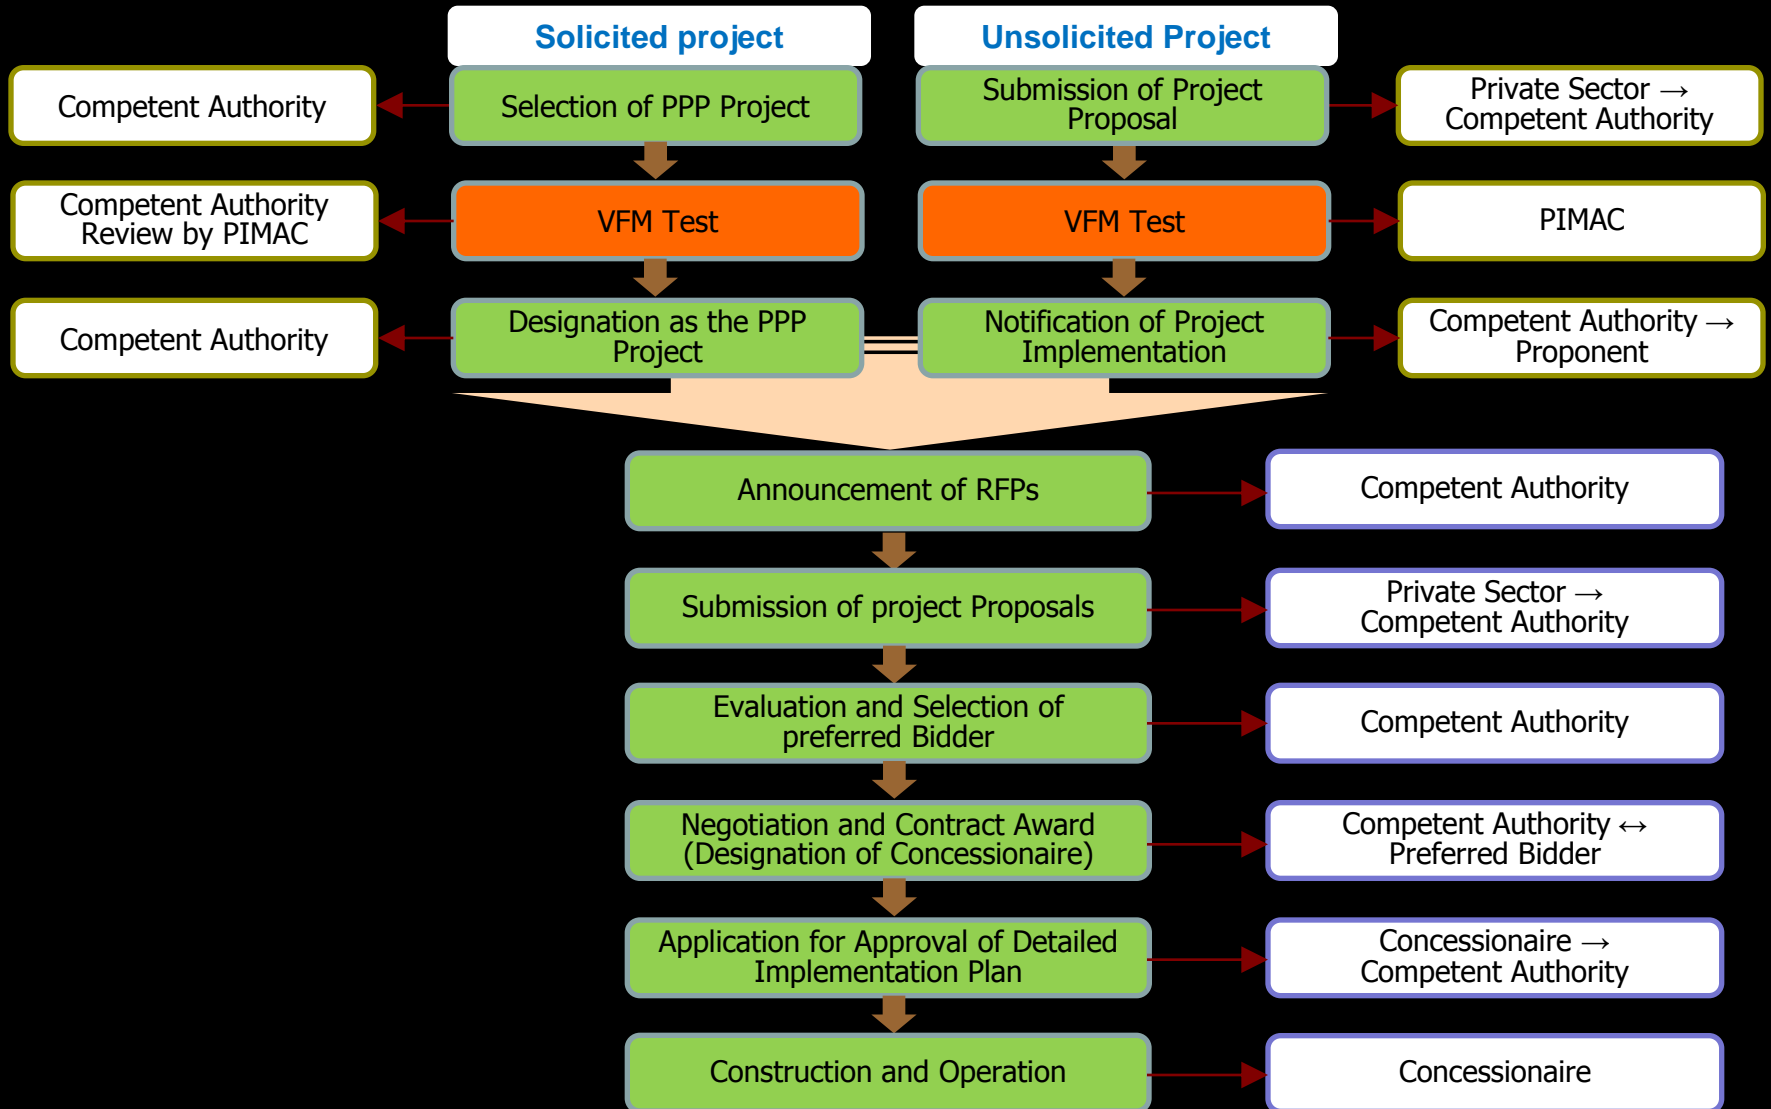 Solicited project
Unsolicited Project
Competent Authority
Selection of PPP Project
Submission of Project
Proposal
Private Sector →
Competent Authority
Competent Authority
Review by PIMAC
VFM Test
VFM Test
PIMAC
Competent Authority
Designation as the PPP
Project
Notification of Project
Implementation
Competent Authority →
Proponent
Announcement of RFPs
Competent Authority
Submission of project Proposals
Private Sector →
Competent Authority
Evaluation and Selection of
preferred Bidder
Competent Authority
Negotiation and Contract Award
(Designation of Concessionaire)
Competent Authority ↔
Preferred Bidder
Application for Approval of Detailed
Implementation Plan
Concessionaire →
Competent Authority
Construction and Operation
Concessionaire